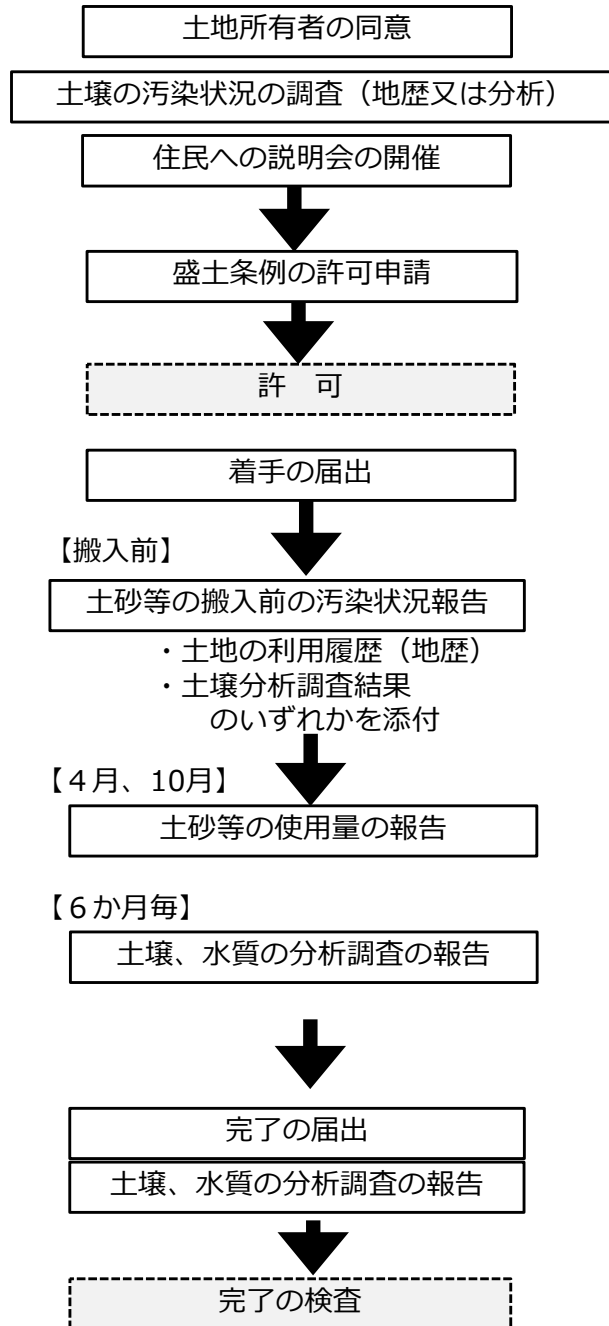 土地所有者の同意
土壌の汚染状況の調査（地歴又は分析）
住民への説明会の開催
盛土条例の許可申請
許　可
着手の届出
【搬入前】
土砂等の搬入前の汚染状況報告
・土地の利用履歴（地歴）
・土壌分析調査結果
のいずれかを添付
【４月、10月】
土砂等の使用量の報告
【６か月毎】
土壌、水質の分析調査の報告
完了の届出
土壌、水質の分析調査の報告
完了の検査